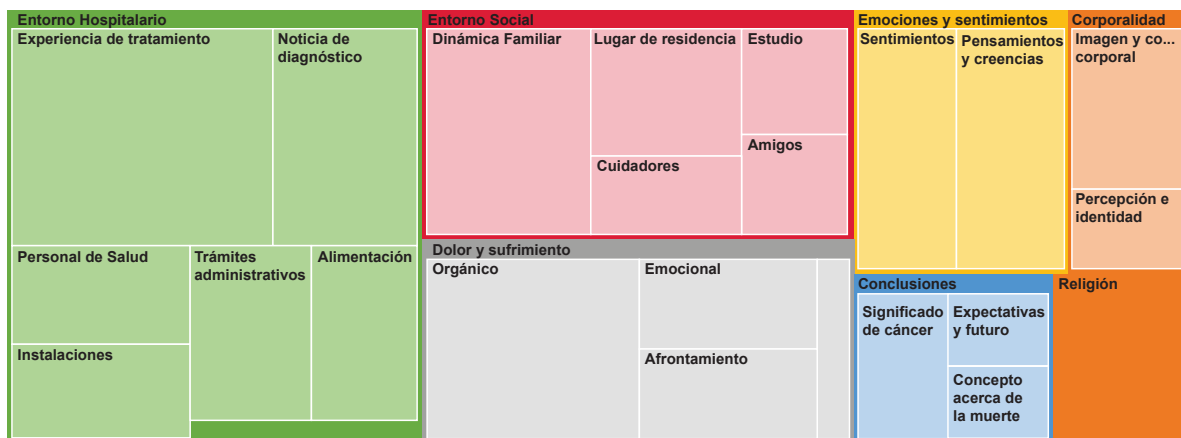 Entorno Hospitalario
Experiencia de tratamiento
Noticia de
diagnóstico
Personal de Salud
Trámites
administrativos
Alimentación
Instalaciones
Entorno Social
Dinámica Familiar
Lugar de residencia
Estudio
Cuidadores
Amigos
Dolor y sufrimiento
Orgánico
Emocional
Afrontamiento
Emociones y sentimientos
Sentimientos
Pensamientos
y creencias
Corporalidad
Imagen y co...
corporal
Percepción e
identidad
Conclusiones
Significado
de cáncer
Expectativas
y futuro
Concepto
acerca de
la muerte
Religión